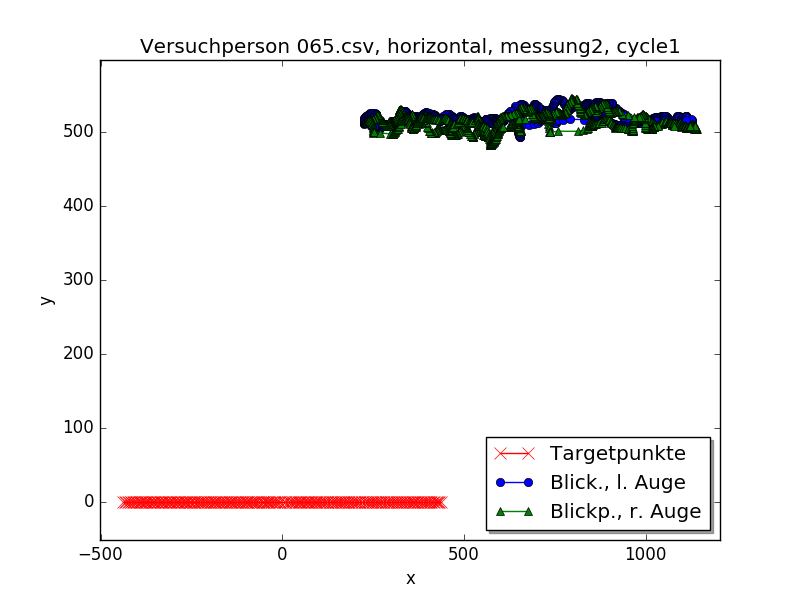 Versuchperson 065.csv, horizontal, messung2, cycle1
500
400
300
200
100
0
y
−500
0
500
1000
x
Targetpunkte
Blick., l. Auge
Blickp., r. Auge